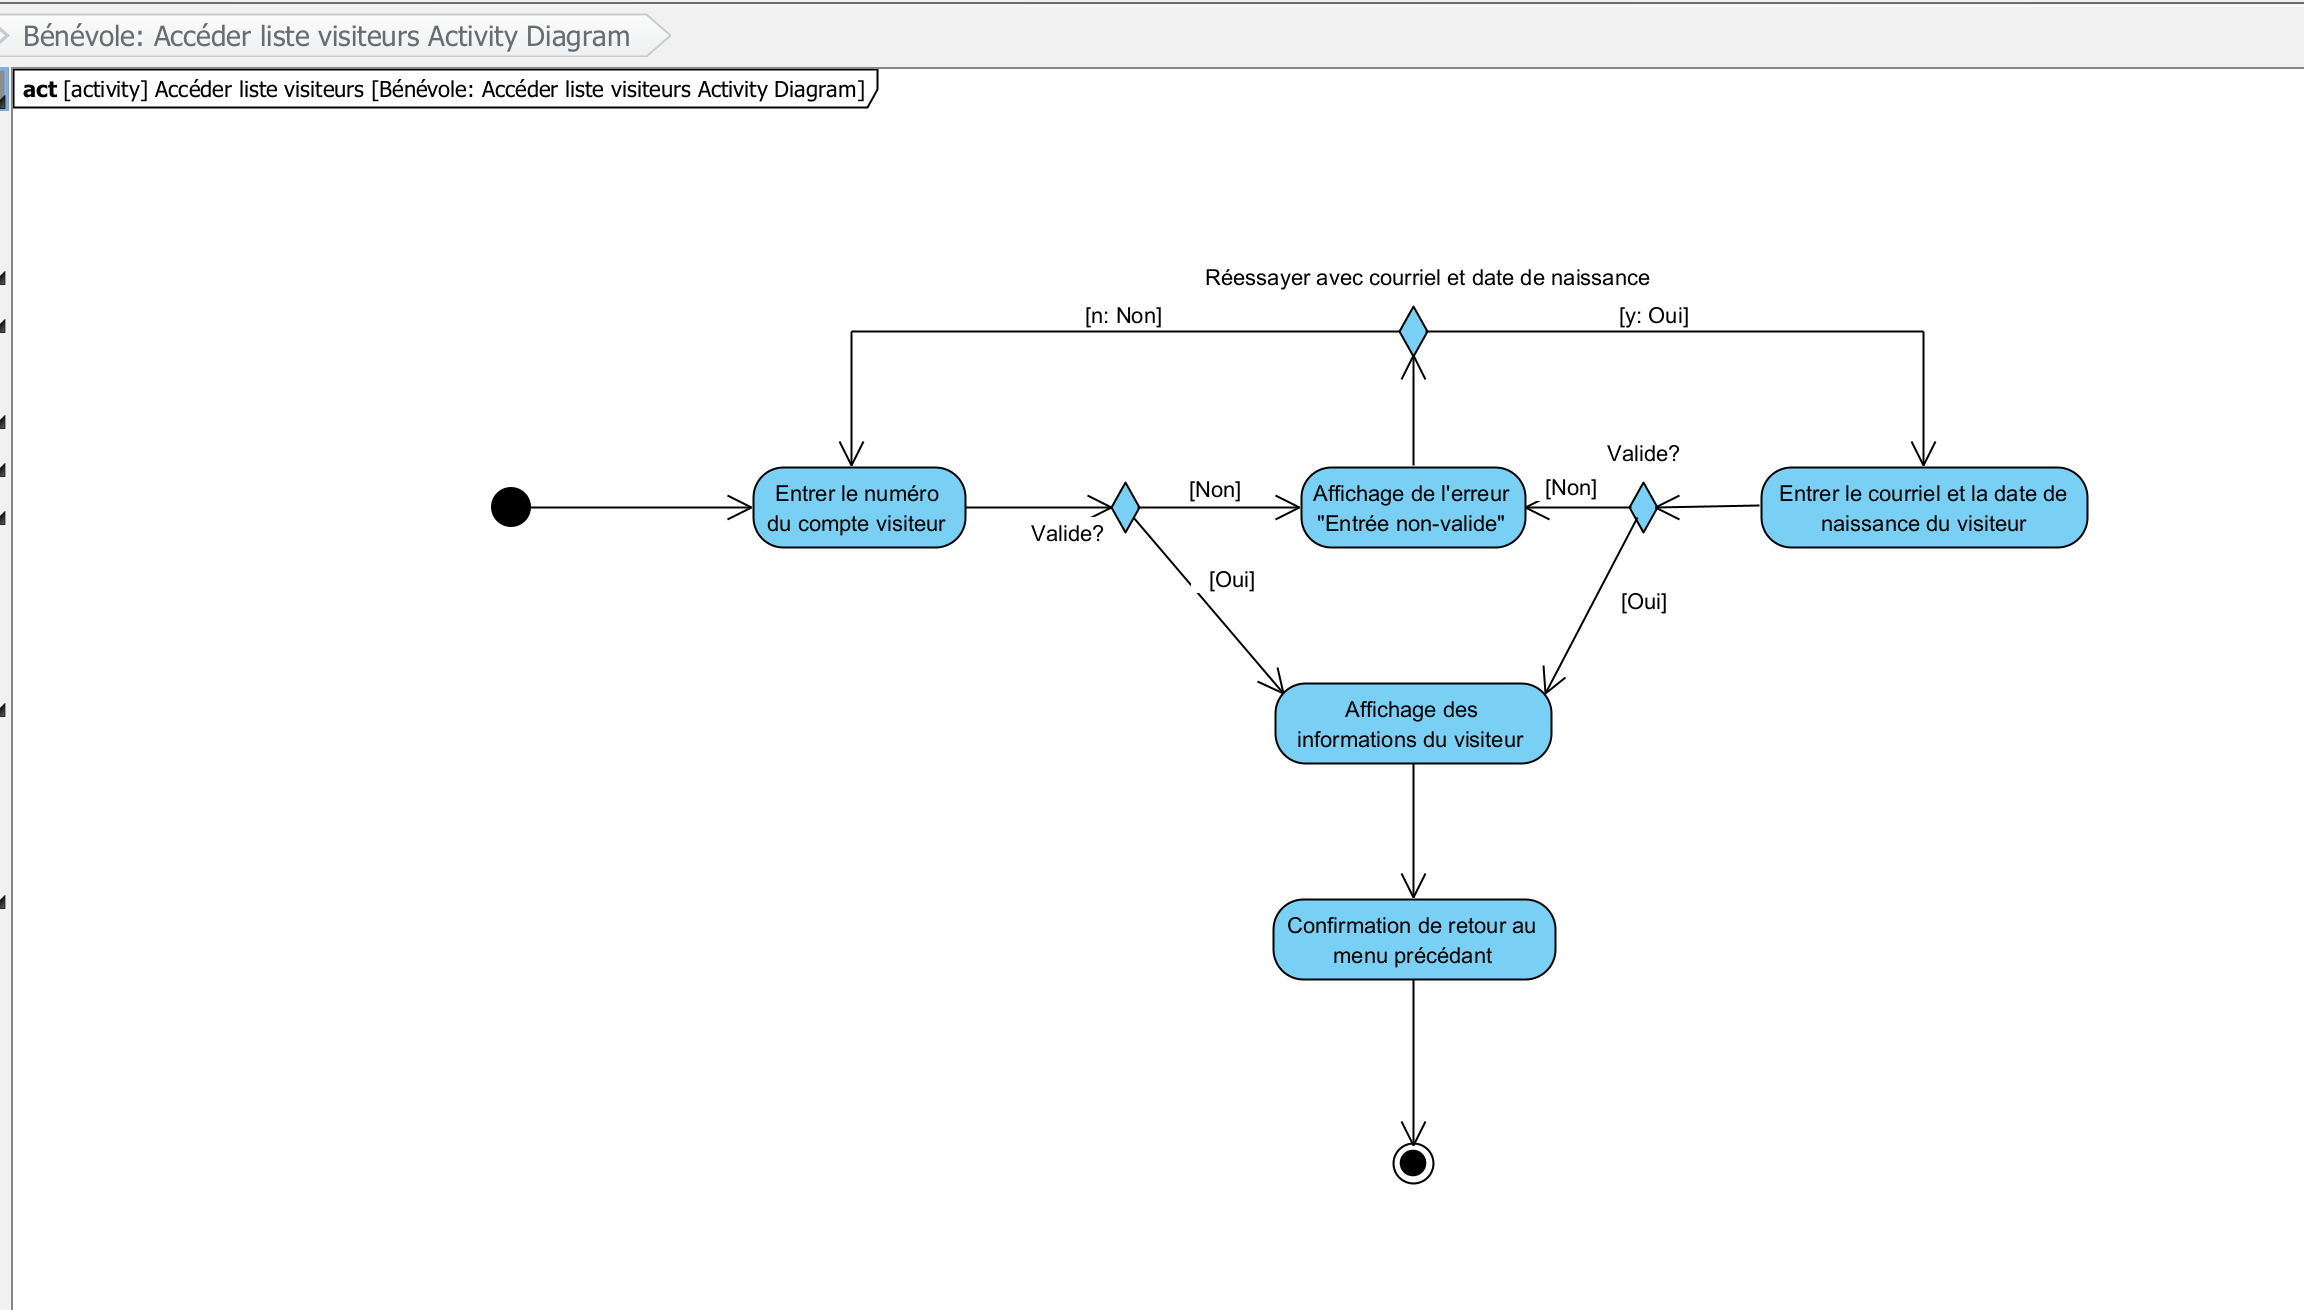 Bénévole: Accéder liste visiteurs Activity Diagram
act [activity] Accéder liste visiteurs [Bénévole: Accéder liste visiteurs Activity Diagram]
Réessayer avec courriel et date de naissance
[n: Non]
[y: Oui]
Valide?
Entrer le numéro
du compte visiteur
[Non]
Affichage de l'erreur
"Entrée non-valide"
[Non]
Entrer le courriel et la date de
naissance du visiteur
Valide?
[Oui]
[Oui]
Affichage des
informations du visiteur
Confirmation de retour au
menu précédant